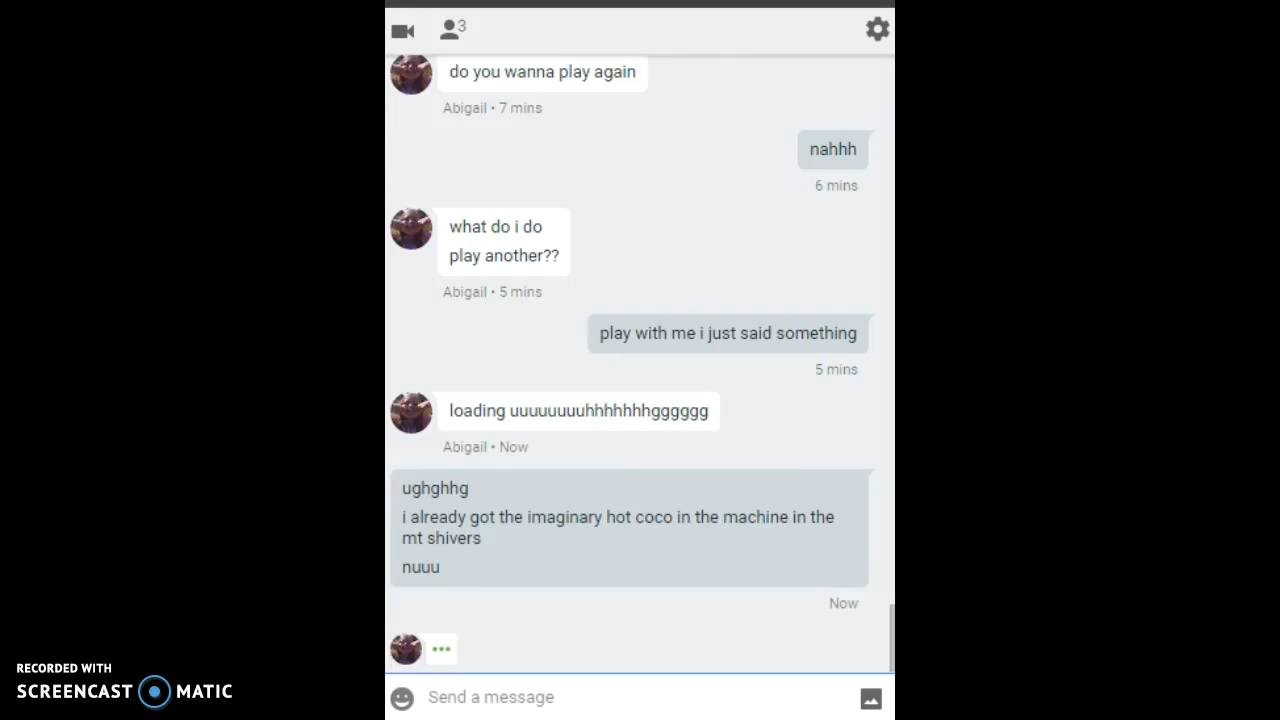 3
do you wanna play again
Abigail • 7 mins
nahhh
6 mins
what do i do
play another??
Abigail • 5 mins
play with me i just said something
5 mins
loading uuuuuuuuhhhhhhhgggggg
Abigail • Now
ughghhg
i already got the imaginary hot coco in the machine in the
mt shivers
nuuu
Now
Send a message
RECORDED WITH
SCREENCAST MATIC